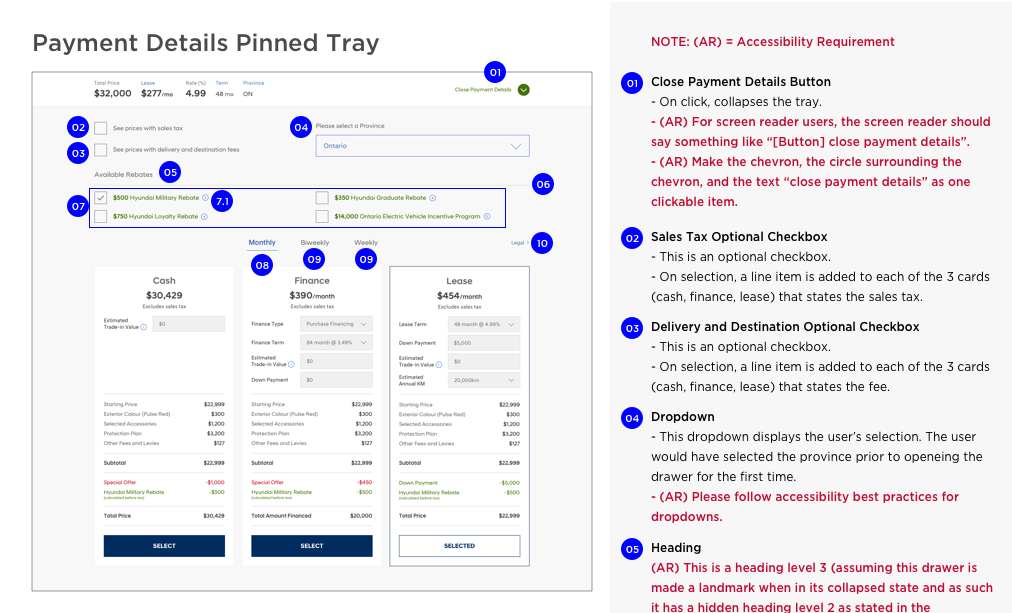 Payment Details Pinned Tray
01
Total Price Lease Rate (%) Term Province
$32,000 $277/mo 4.99 48 mo ON
Close Payment Details
02 See prices with sales tax
03 See prices with delivery and destination fees
04 Please select a Province
Ontario
Available Rebates 05
06
07 $500 Hyundai Military Rebate 7.1 $350 Hyundai Graduate Rebate
$750 Hyundai Loyalty Rebate $14,000 Ontario Electric Vehicle Incentive Program
Monthly Biweekly Weekly Legal 10
08 09 09
Cash
$30,429
Excludes sales tax
Estimated
Trade-in Value $0
Starting Price $22,999
Exterior Colour (Pulse Red) $300
Selected Accessories $1,200
Protection Plan $3,200
Other Fees and Levies $127
Subtotal $22,999
Special Offer -$1,000
Hyundai Military Rebate -$500
(calculated before tax)
Total Price $30,429
SELECT
Finance
$390/month
Excludes sales tax
Finance Type Purchase Financing
Finance Term 84 month @ 3.49%
Estimated
Trade-in Value $0
Down Payment $0
Starting Price $22,999
Exterior Colour (Pulse Red) $300
Selected Accessories $1,200
Protection Plan $3,200
Other Fees and Levies $127
Subtotal $22,999
Special Offer -$450
Hyundai Military Rebate -$500
(calculated before tax)
Total Amount Financed $20,000
SELECT
Lease
$454/month
Excludes sales tax
Lease Term 48 month @ 4.99%
Down Payment $5,000
Estimated
Trade-in Value $0
Estimated
Annual KM 20,000km
Starting Price $22,999
Exterior Colour (Pulse Red) $300
Selected Accessories $1,200
Protection Plan $3,200
Other Fees and Levies $127
Subtotal $22,999
Down Payment -$5,000
Hyundai Military Rebate -$500
(calculated before tax)
Total Price $22,999
SELECTED
NOTE: (AR) = Accessibility Requirement
01 Close Payment Details Button
- On click, collapses the tray.
- (AR) For screen reader users, the screen reader should
say something like “[Button] close payment details”.
- (AR) Make the chevron, the circle surrounding the
chevron, and the text “close payment details” as one
clickable item.
02 Sales Tax Optional Checkbox
- This is an optional checkbox.
- On selection, a line item is added to each of the 3 cards
(cash, finance, lease) that states the sales tax.
03 Delivery and Destination Optional Checkbox
- This is an optional checkbox.
- On selection, a line item is added to each of the 3 cards
(cash, finance, lease) that states the fee.
04 Dropdown
- This dropdown displays the user’s selection. The user
would have selected the province prior to openeing the
drawer for the first time.
- (AR) Please follow accessibility best practices for
dropdowns.
05 Heading
(AR) This is a heading level 3 (assuming this drawer is
made a landmark when in its collapsed state and as such
it has a hidden heading level 2 as stated in the